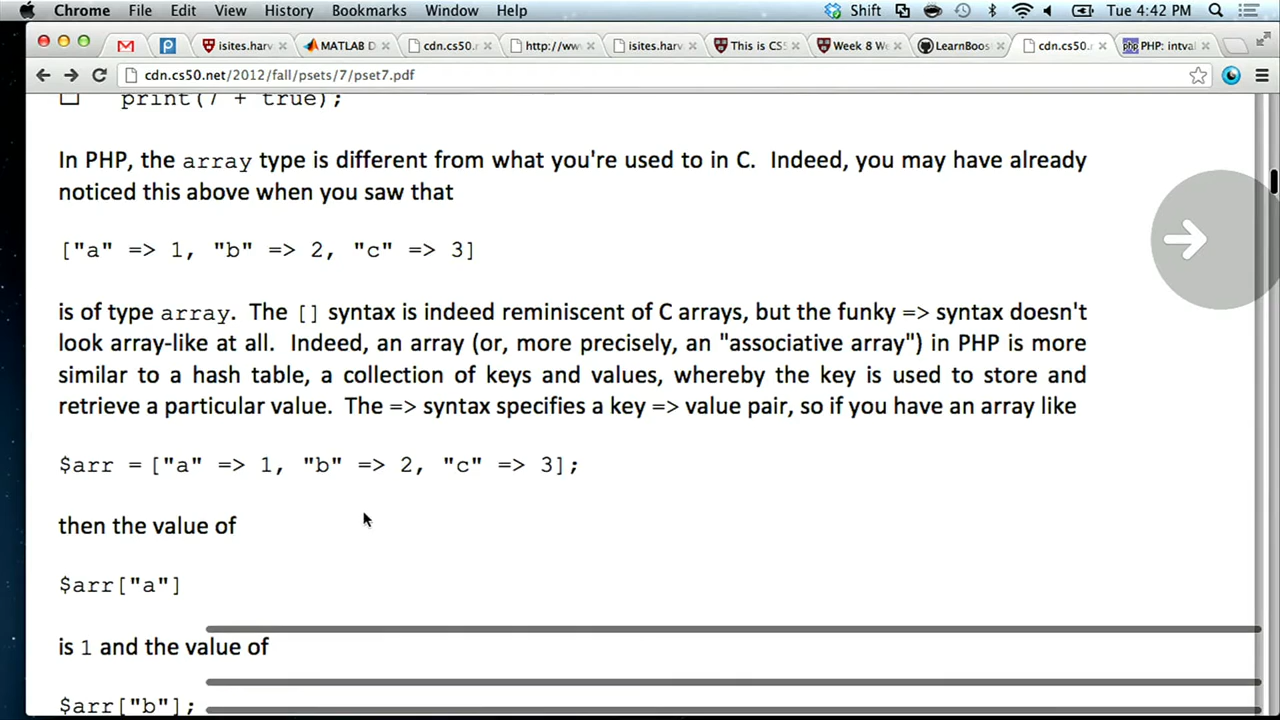 Chrome File Edit View History Bookmarks Window Help Shift Tue 4:42 PM
isites.harv MATLAB D cdn.cs50. http://ww isites.harv This is CS Week 8 W LearnBoos cdn.cs50. php PHP: intval
cdn.cs50.net/2012/fall/psets/7/pset7.pdf
print(7 + true);
In PHP, the array type is different from what you're used to in C. Indeed, you may have already
noticed this above when you saw that
["a" => 1, "b" => 2, "c" => 3]
is of type array. The [] syntax is indeed reminiscent of C arrays, but the funky => syntax doesn't
look array-like at all. Indeed, an array (or, more precisely, an "associative array") in PHP is more
similar to a hash table, a collection of keys and values, whereby the key is used to store and
retrieve a particular value. The => syntax specifies a key => value pair, so if you have an array like
$arr = ["a" => 1, "b" => 2, "c" => 3];
then the value of
$arr["a"]
is 1 and the value of
$arr["b"];